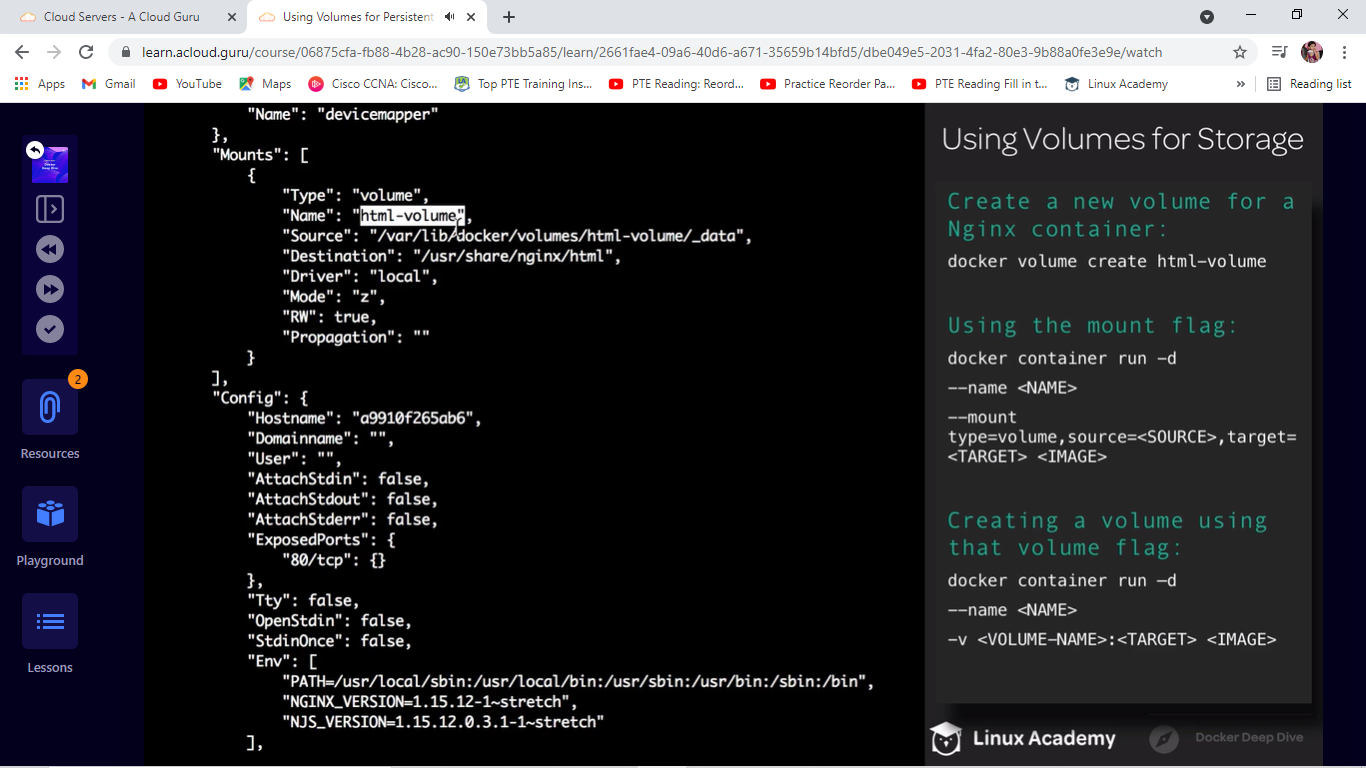 Cloud Servers - A Cloud Guru
Using Volumes for Persistent
learn.acloud.guru/course/06875cfa-fb88-4b28-ac90-150e73bb5a85/learn/2661fae4-09a6-40d6-a671-35659b14bfd5/dbe049e5-2031-4fa2-80e3-9b88a0fe3e9e/watch
Apps
Gmail
YouTube
Maps
Cisco CCNA: Cisco...
Top PTE Training Ins...
PTE Reading: Reord...
Practice Reorder Pa...
PTE Reading Fill in t...
Linux Academy
»
Reading list
2
Resources
Playground
Lessons
"Name": "devicemapper"
},
"Mounts": [
{
"Type": "volume",
"Name": "html-volume",
"Source": "/var/lib/docker/volumes/html-volume/_data",
"Destination": "/usr/share/nginx/html",
"Driver": "local",
"Mode": "z",
"RW": true,
"Propagation": ""
}
],
"Config": {
"Hostname": "a9910f265ab6",
"Domainname": "",
"User": "",
"AttachStdin": false,
"AttachStdout": false,
"AttachStderr": false,
"ExposedPorts": {
"80/tcp": {}
},
"Tty": false,
"OpenStdin": false,
"StdinOnce": false,
"Env": [
"PATH=/usr/local/sbin:/usr/local/bin:/usr/sbin:/usr/bin:/sbin:/bin",
"NGINX_VERSION=1.15.12-1~stretch",
"NJS_VERSION=1.15.12.0.3.1-1~stretch"
],
Using Volumes for Storage
Create a new volume for a
Nginx container:
docker volume create html-volume
Using the mount flag:
docker container run -d
--name <NAME>
--mount
type=volume,source=<SOURCE>,target=
<TARGET> <IMAGE>
Creating a volume using
that volume flag:
docker container run -d
--name <NAME>
-v <VOLUME-NAME>:<TARGET> <IMAGE>
Linux Academy
Docker Deep Dive